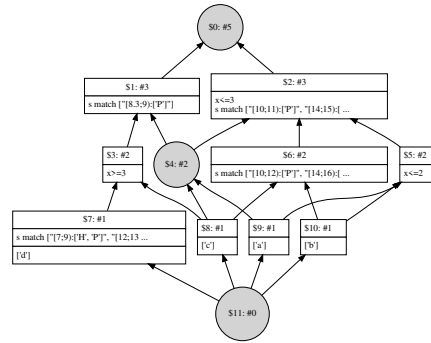 $0: #5
$1: #3
s match ["[8.3;9):['P']"]
$2: #3
x<=3
s match ["[10;11):['P']", "[14;15):[ ...
$3: #2
x>=3
$4: #2
$6: #2
s match ["[10;12):['P']", "[14;16):[ ...
$5: #2
x<=2
$7: #1
s match ["[7;9):['H', 'P']", "[12;13 ...
['d']
$8: #1
['c']
$9: #1
['a']
$10: #1
['b']
$11: #0